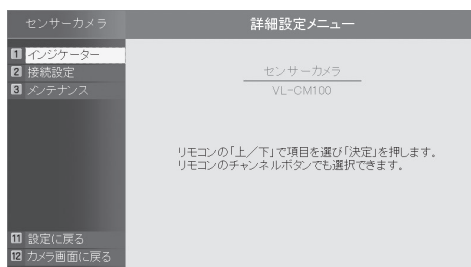 センサーカメラ
詳細設定メニュー
1 インジケーター
2 接続設定
3 メンテナンス
センサーカメラ
VL-CM100
リモコンの「上／下」で項目を選び「決定」を押します。
リモコンのチャンネルボタンでも選択できます。
11 設定に戻る
12 カメラ画面に戻る